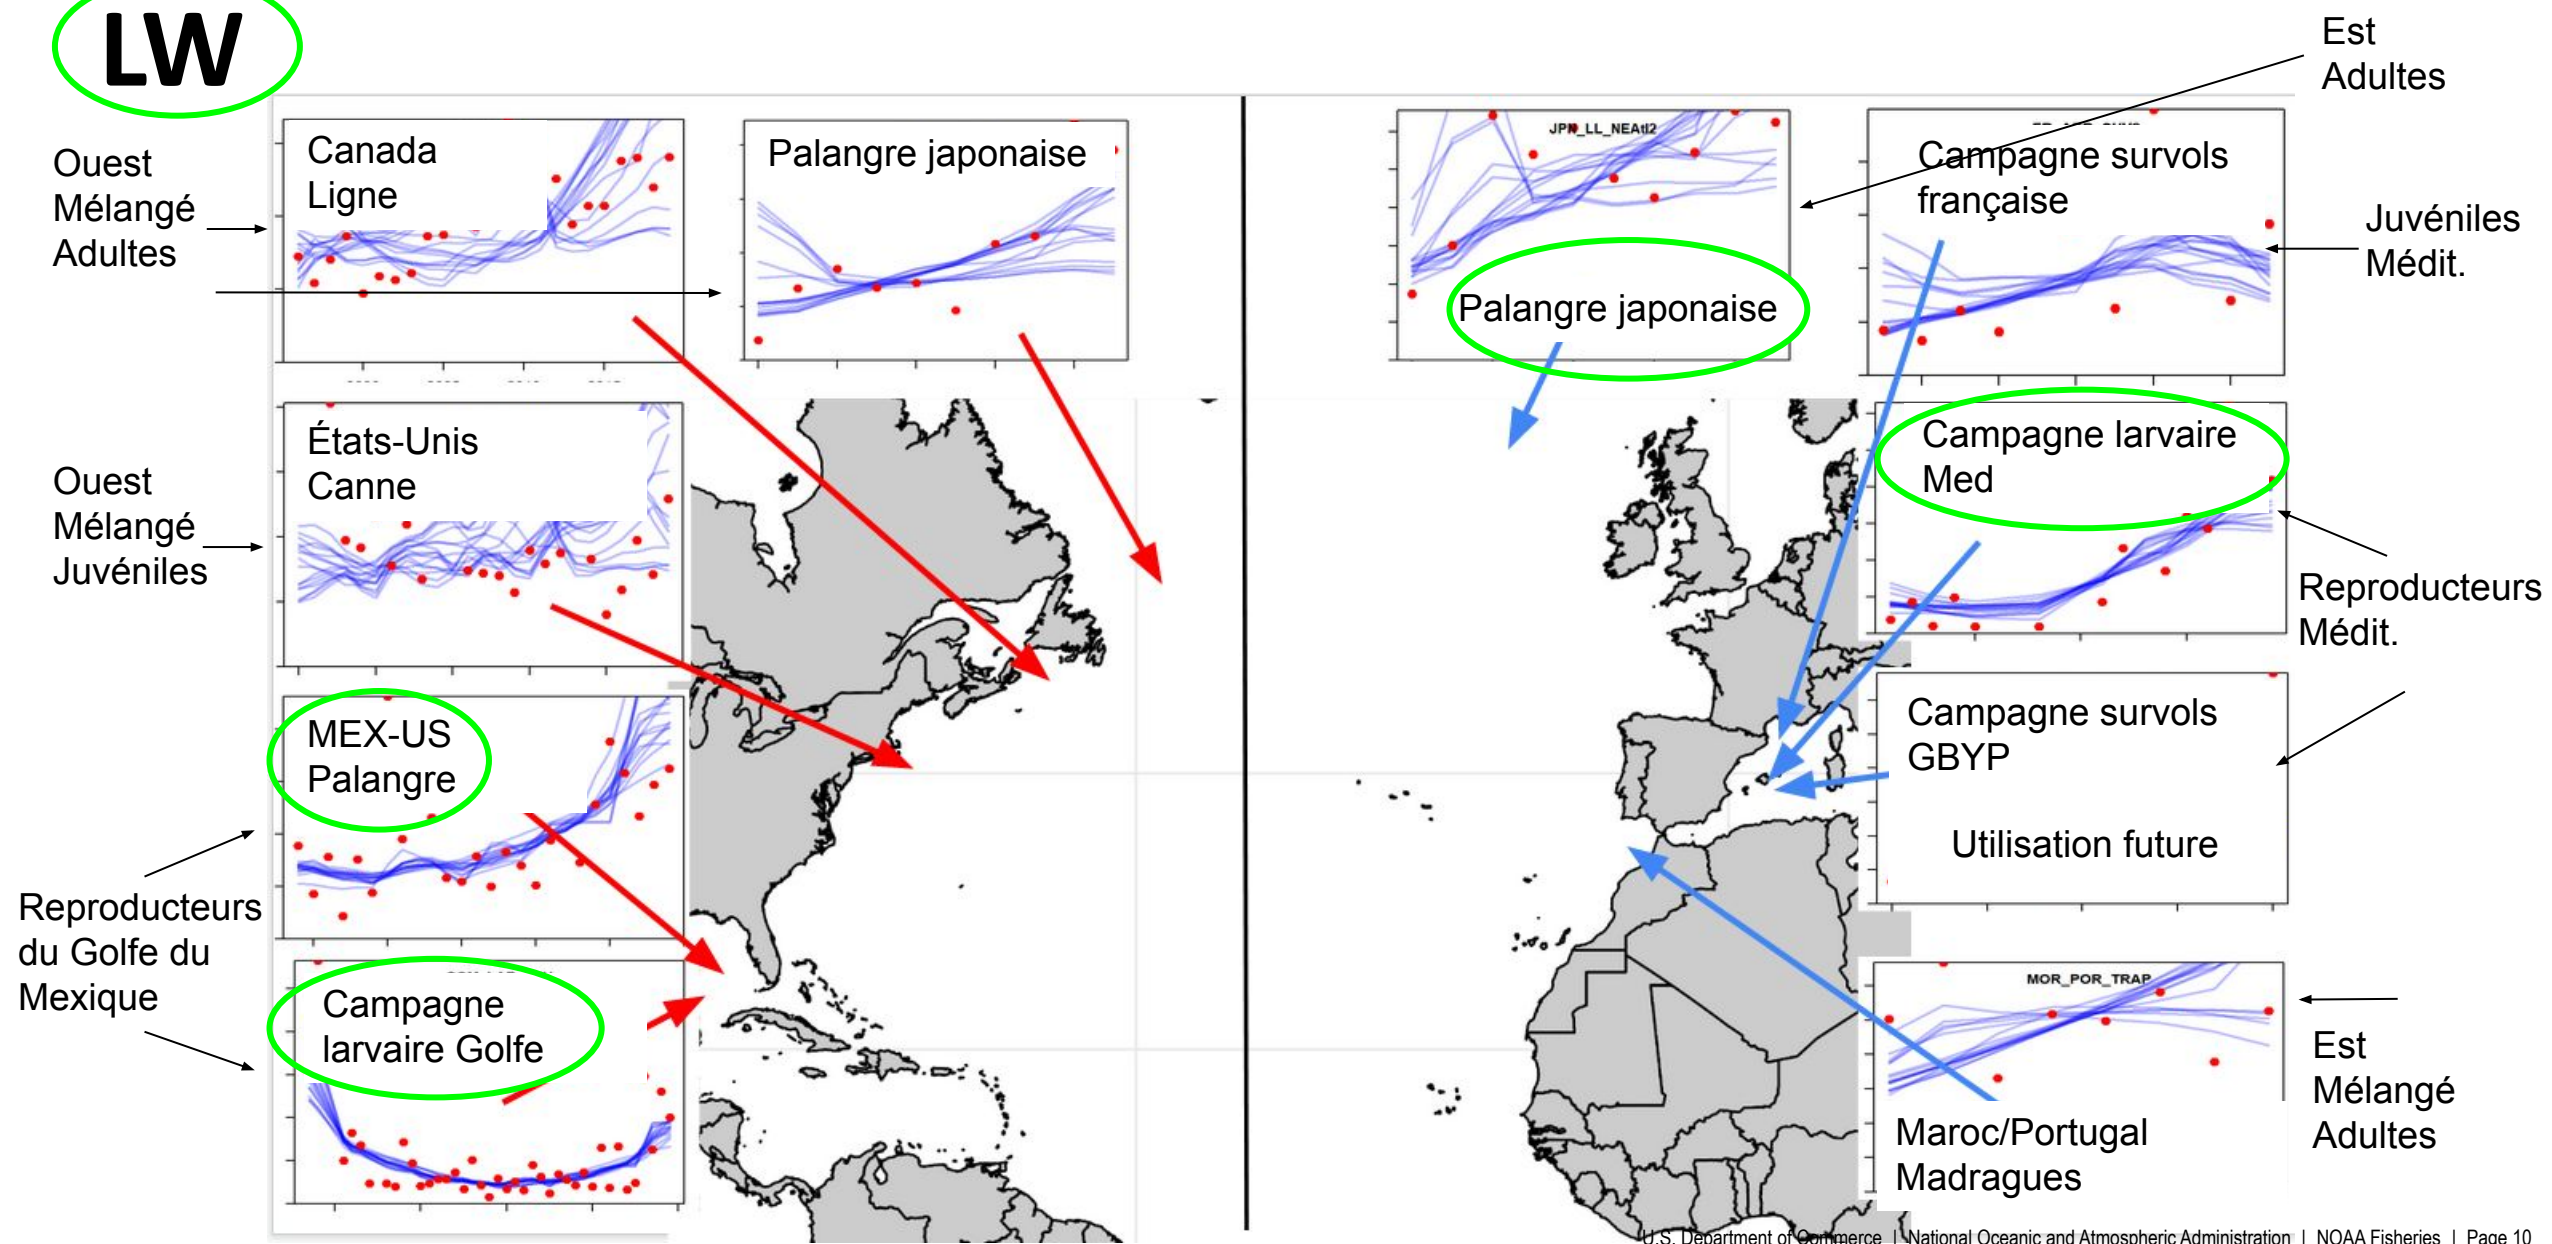 LW
Ouest
Mélangé
Adultes
Canada
Ligne
Palangre japonaise
JPN_LL_NEAtl2
Palangre japonaise
Est
Adultes
Campagne survols
française
Juvéniles
Médit.
Ouest
Mélangé
Juvéniles
États-Unis
Canne
Campagne larvaire
Med
Reproducteurs
Médit.
MEX-US
Palangre
Campagne survols
GBYP
Utilisation future
Reproducteurs
du Golfe du
Mexique
Campagne
larvaire Golfe
MOR_POR_TRAP
Maroc/Portugal
Madragues
Est
Mélangé
Adultes
U.S. Department of Commerce | National Oceanic and Atmospheric Administration | NOAA Fisheries | Page 10